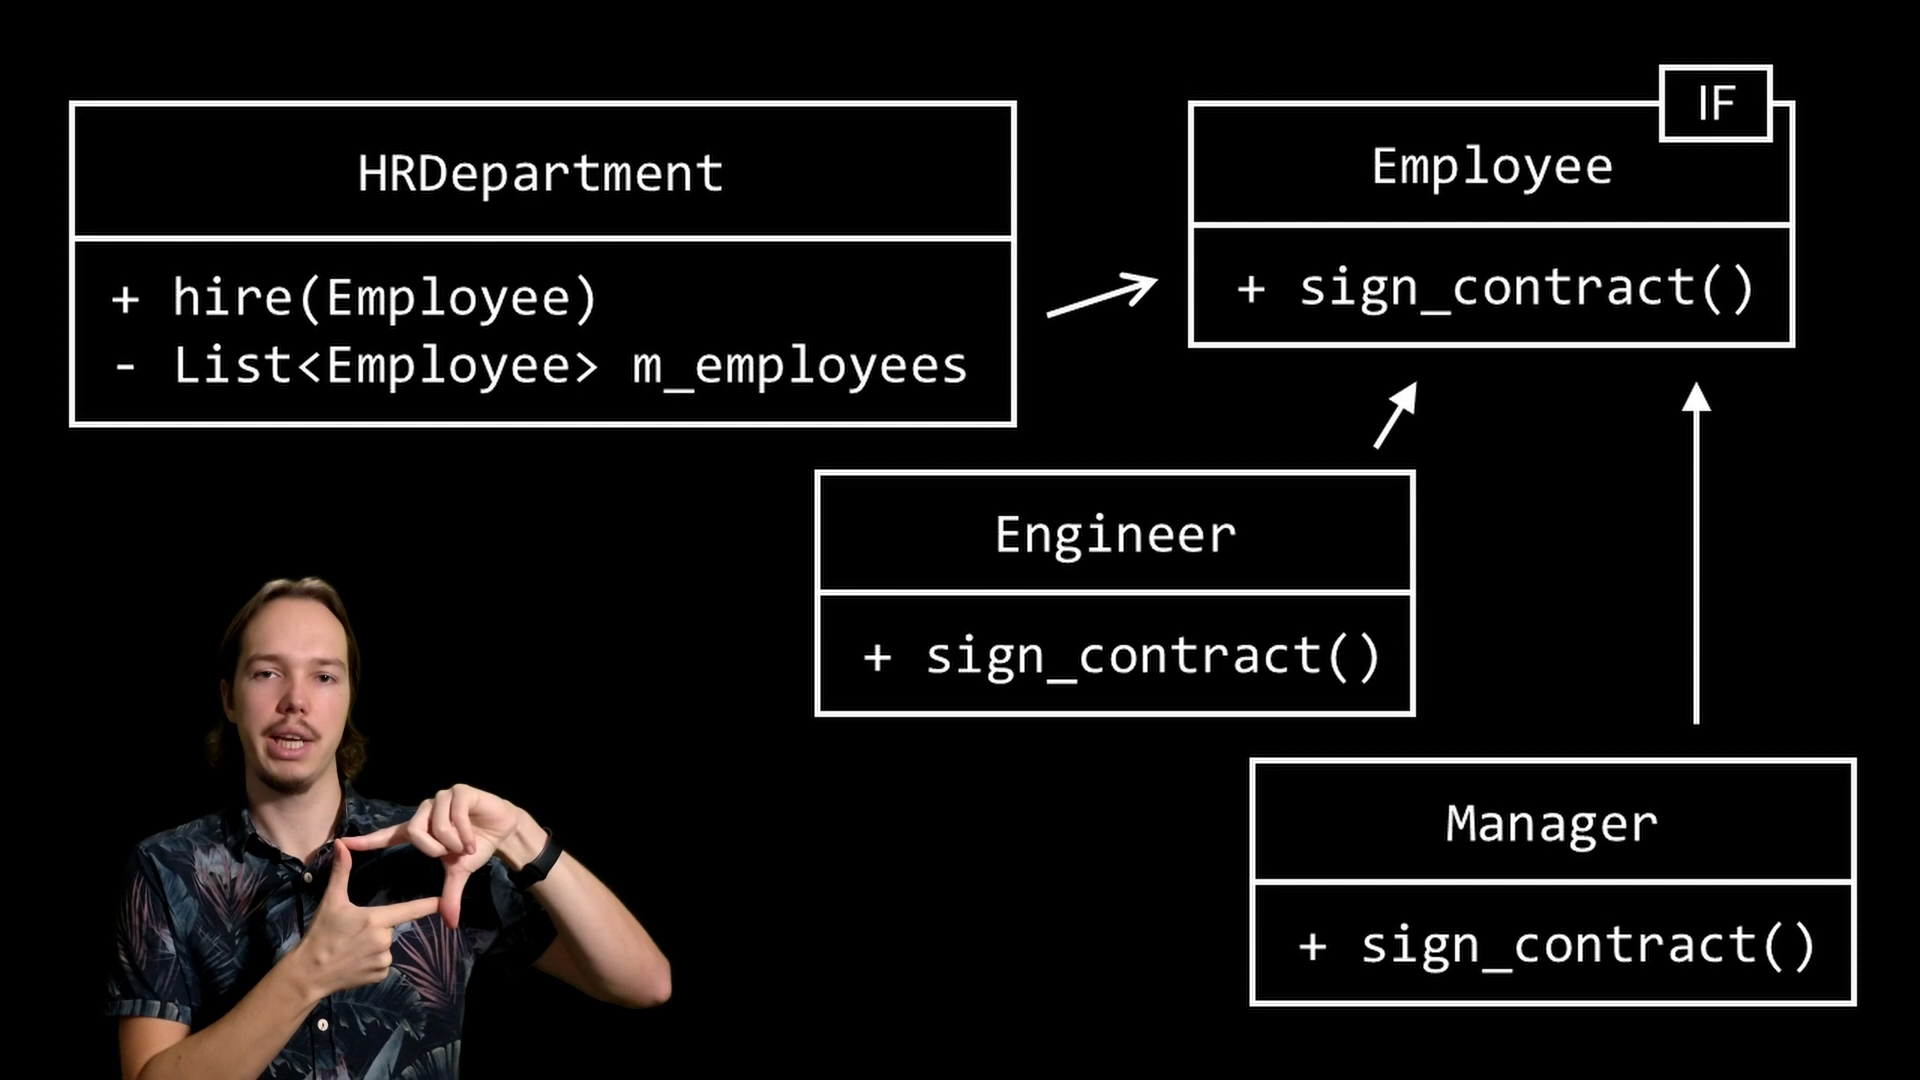 HRDepartment
+ hire(Employee)
- List<Employee> m_employees
IF
Employee
+ sign_contract()
Engineer
+ sign_contract()
Manager
+ sign_contract()